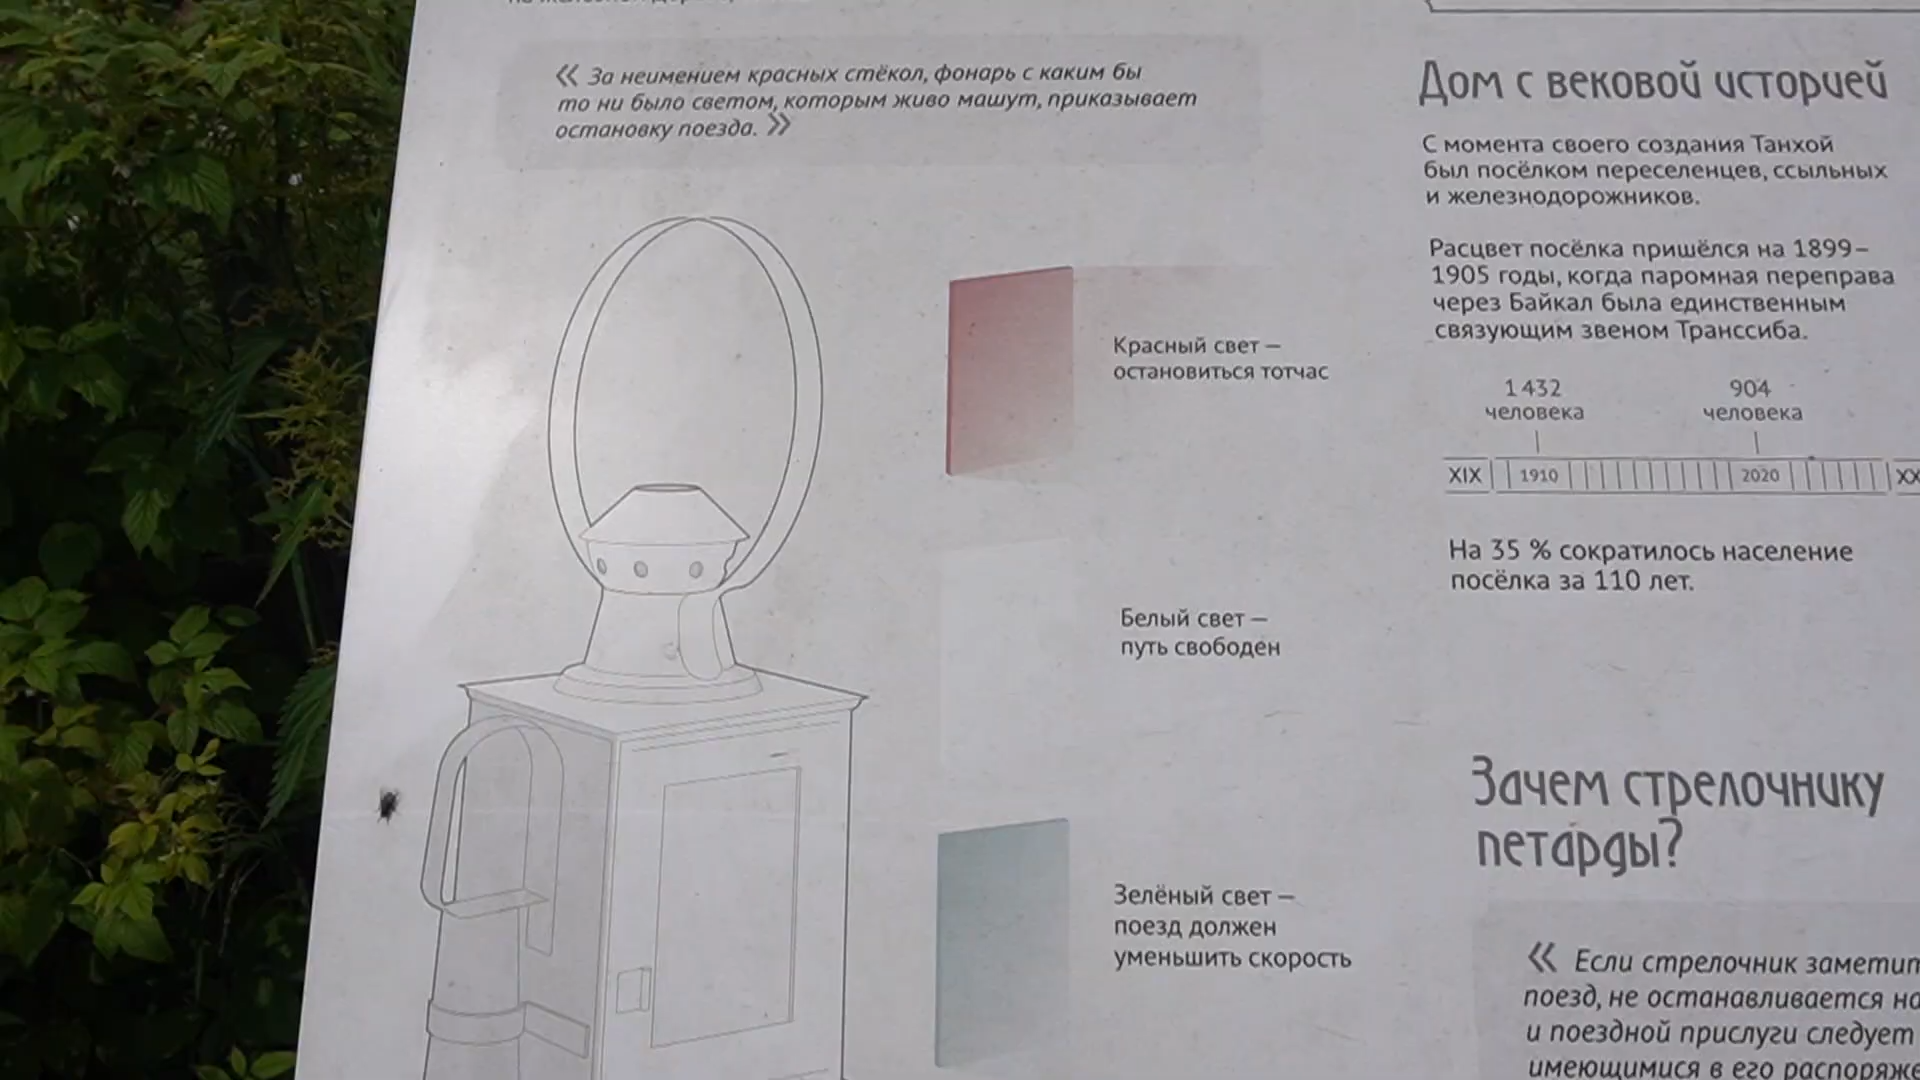 « За неимением красных стёкол, фонарь с каким бы
то ни было светом, которым живо машут, приказывает
остановку поезда. »
Красный свет –
остановиться тотчас
Белый свет –
путь свободен
Зелёный свет –
поезд должен
уменьшить скорость
Дом с вековой историей
С момента своего создания Танхой
был посёлком переселенцев, ссыльных
и железнодорожников.
Расцвет посёлка пришёлся на 1899–
1905 годы, когда паромная переправа
через Байкал была единственным
связующим звеном Транссиба.
1 432 904
человека человека
XIX 1910 2020 XX
На 35 % сократилось население
посёлка за 110 лет.
Зачем стрелочнику
петарды?
« Если стрелочник заметит
поезд, не останавливается на
и поездной прислуги следует
имеющимися в его распоряже